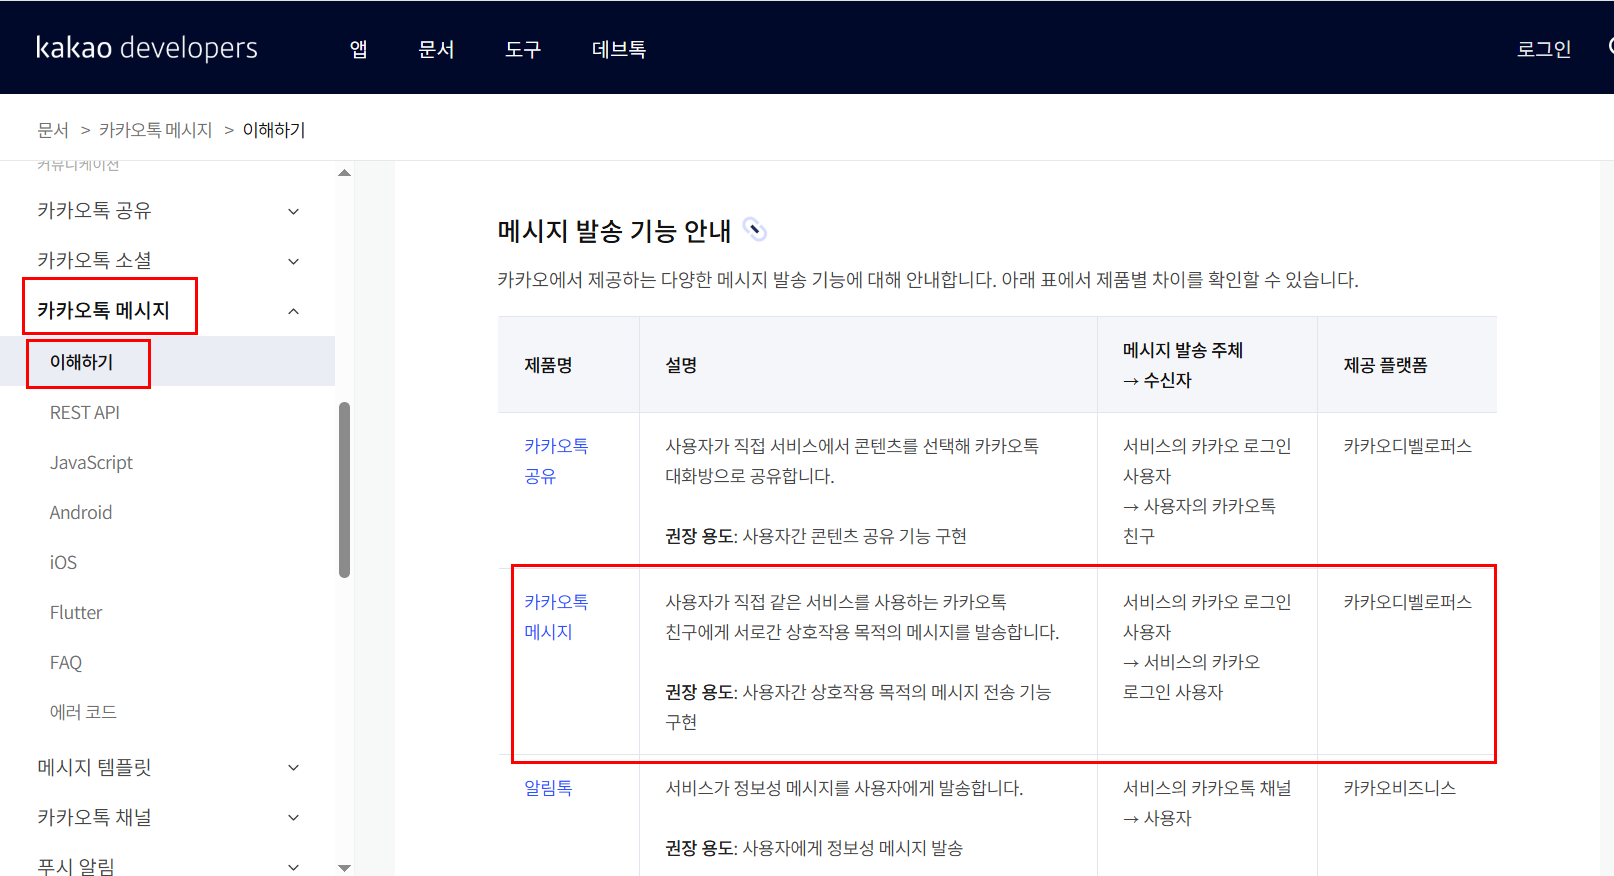 kakao developers
앱
문서
도구
데브톡
로그인
문서 > 카카오톡 메시지 > 이해하기
커뮤니케이션
카카오톡 공유
카카오톡 소셜
카카오톡 메시지
이해하기
REST API
JavaScript
Android
iOS
Flutter
FAQ
에러 코드
메시지 템플릿
카카오톡 채널
푸시 알림
메시지 발송 기능 안내
카카오에서 제공하는 다양한 메시지 발송 기능에 대해 안내합니다. 아래 표에서 제품별 차이를 확인할 수 있습니다.
제품명
설명
메시지 발송 주체
→ 수신자
제공 플랫폼
카카오톡
공유
사용자가 직접 서비스에서 콘텐츠를 선택해 카카오톡
대화방으로 공유합니다.
권장 용도: 사용자간 콘텐츠 공유 기능 구현
서비스의 카카오 로그인
사용자
→ 사용자의 카카오톡
친구
카카오디벨로퍼스
카카오톡
메시지
사용자가 직접 같은 서비스를 사용하는 카카오톡
친구에게 서로간 상호작용 목적의 메시지를 발송합니다.
권장 용도: 사용자간 상호작용 목적의 메시지 전송 기능
구현
서비스의 카카오 로그인
사용자
→ 서비스의 카카오
로그인 사용자
카카오디벨로퍼스
알림톡
서비스가 정보성 메시지를 사용자에게 발송합니다.
권장 용도: 사용자에게 정보성 메시지 발송
서비스의 카카오톡 채널
→ 사용자
카카오비즈니스